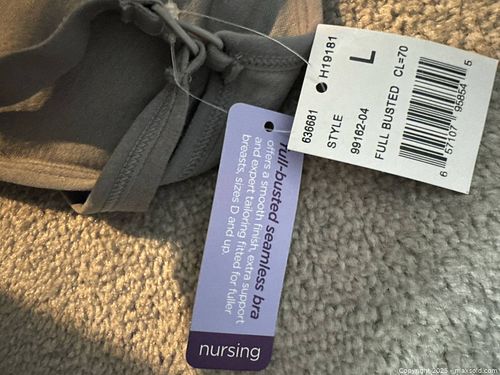 H19181
L
636681
STYLE
99162-04
FULL BUSTED CL=70
6 57107 95854 5
full-busted seamless bra
offers a smooth finish, extra support
and expert tailoring fitted for fuller
breasts, sizes D and up.
nursing
Copyright 2025 - maxsold.com